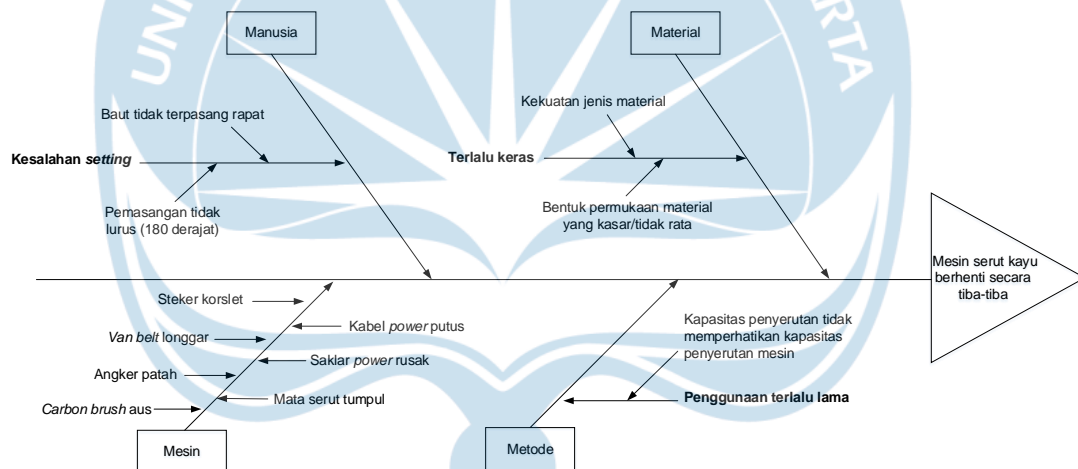 UNI
ARTA
Manusia
Material
Baut tidak terpasang rapat
Kesalahan setting
Pemasangan tidak
lurus (180 derajat)
Kekuatan jenis material
Terlalu keras
Bentuk permukaan material
yang kasar/tidak rata
Mesin serut kayu
berhenti secara
tiba-tiba
Steker korslet
Kabel power putus
Van belt longgar
Saklar power rusak
Angker patah
Mata serut tumpul
Carbon brush aus
Mesin
Kapasitas penyerutan tidak
memperhatikan kapasitas
penyerutan mesin
Penggunaan terlalu lama
Metode